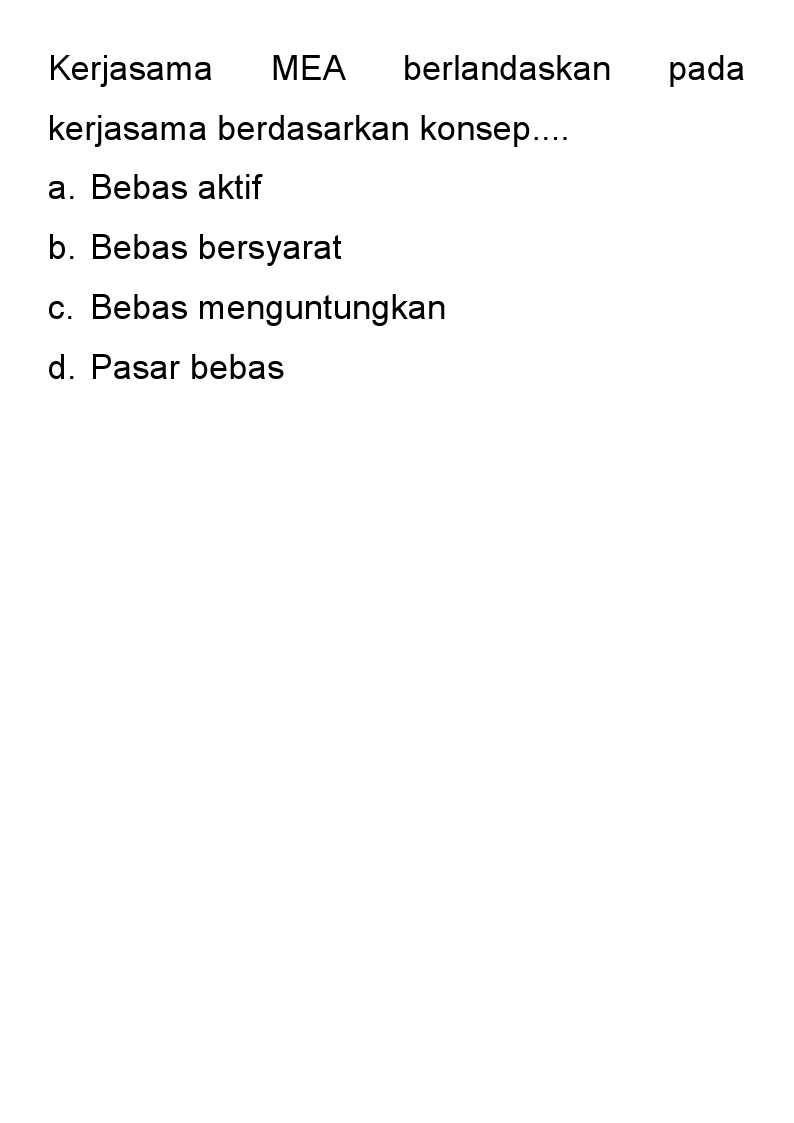 Kerjasama MEA berlandaskan pada
kerjasama berdasarkan konsep....
a. Bebas aktif
b. Bebas bersyarat
c. Bebas menguntungkan
d. Pasar bebas